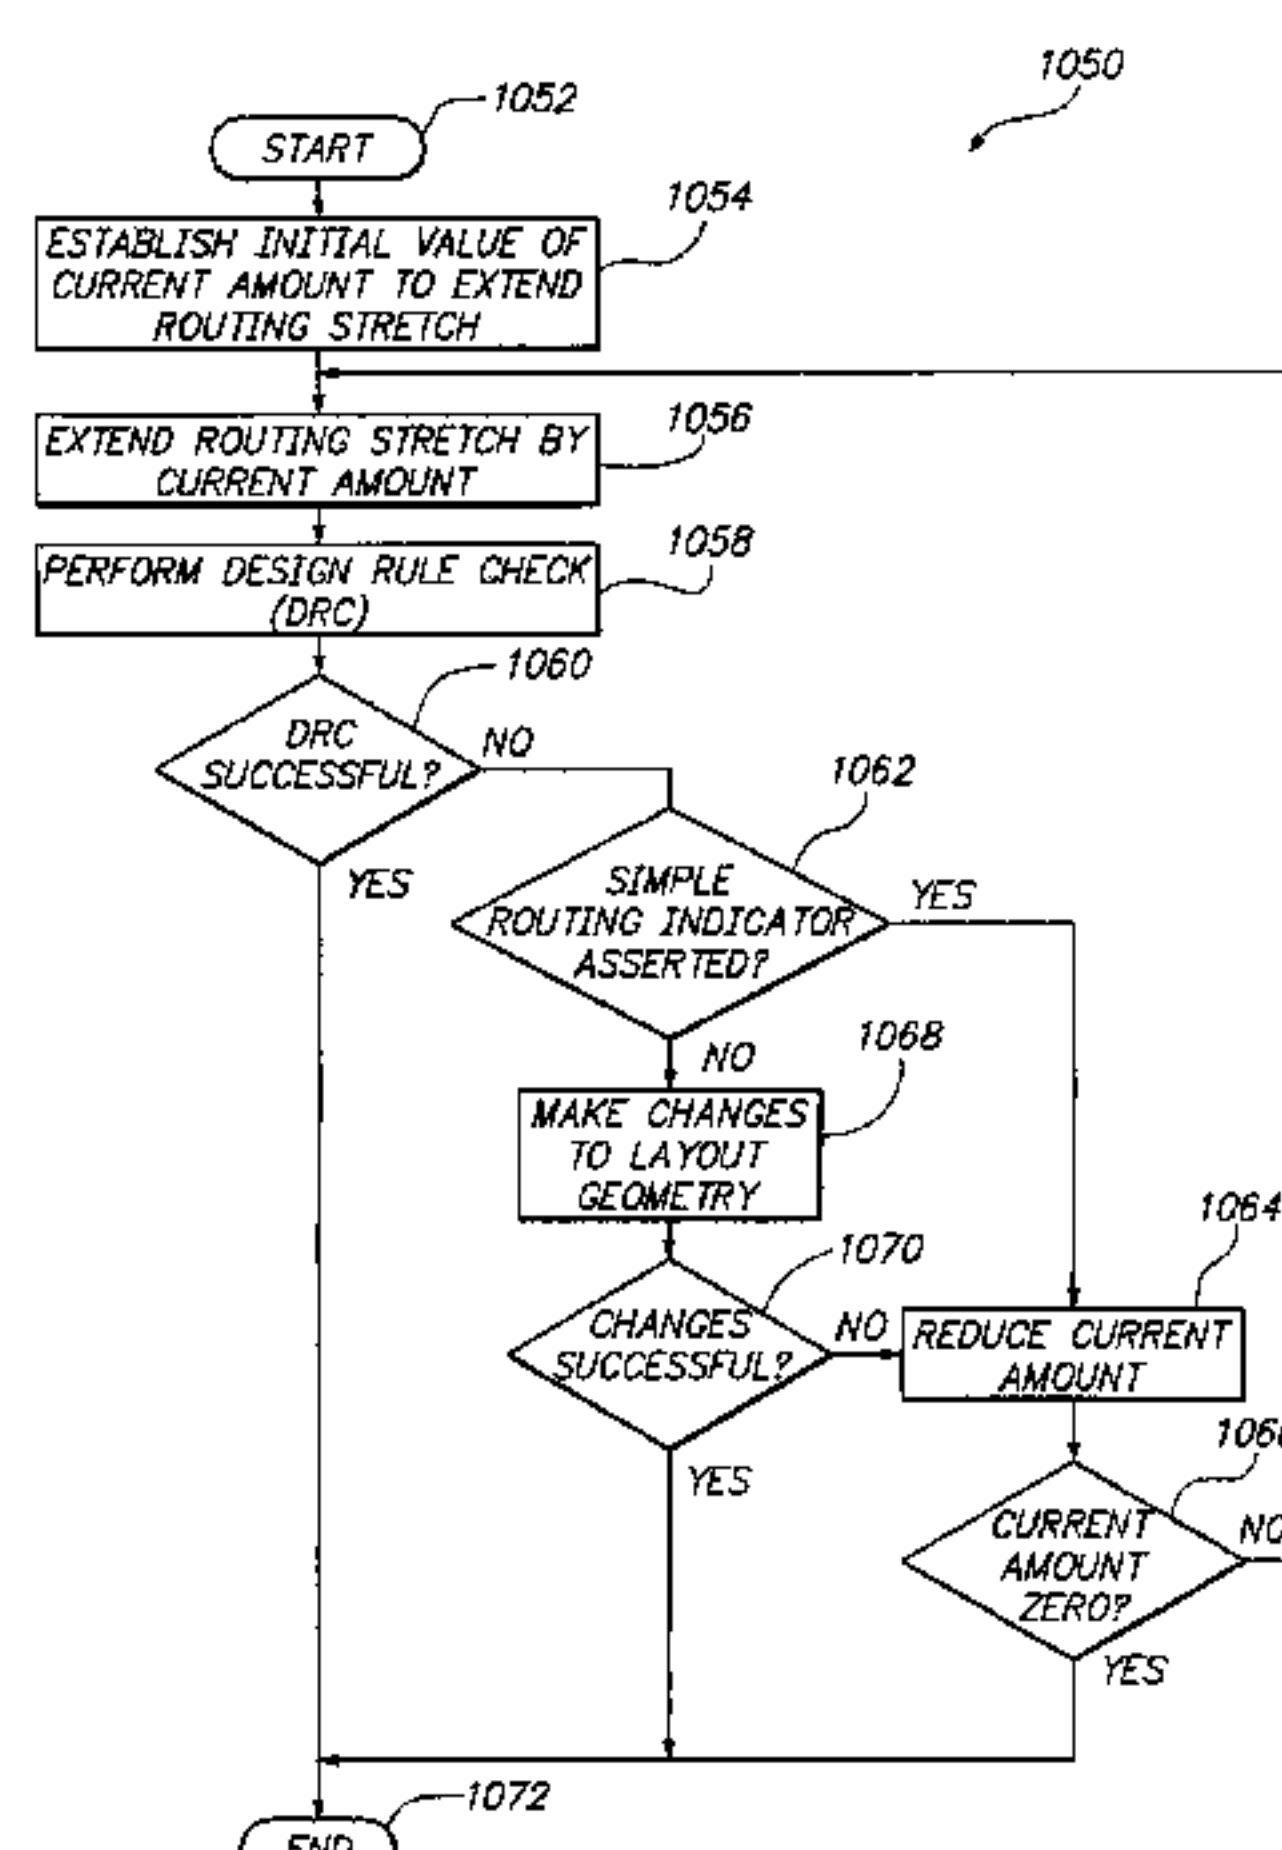 1050
1052
START
1054
ESTABLISH INITIAL VALUE OF
CURRENT AMOUNT TO EXTEND
ROUTING STRETCH
1056
EXTEND ROUTING STRETCH BY
CURRENT AMOUNT
1058
PERFORM DESIGN RULE CHECK
(DRC)
1060
DRC
SUCCESSFUL?
NO
YES
1062
SIMPLE
ROUTING INDICATOR
ASSERTED?
YES
NO
1068
MAKE CHANGES
TO LAYOUT
GEOMETRY
1070
CHANGES
SUCCESSFUL?
NO
YES
1064
REDUCE CURRENT
AMOUNT
1066
CURRENT
AMOUNT
ZERO?
NO
YES
1072
END